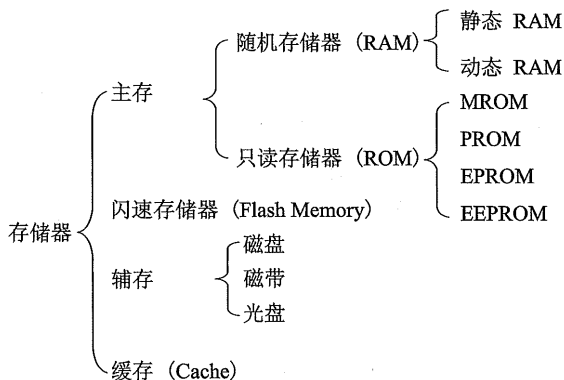 随机存储器（RAM） 静态 RAM
动态 RAM
主存
只读存储器（ROM） MROM
PROM
EPROM
EEPROM
存储器
闪速存储器（Flash Memory）
辅存
磁盘
磁带
光盘
缓存（Cache）